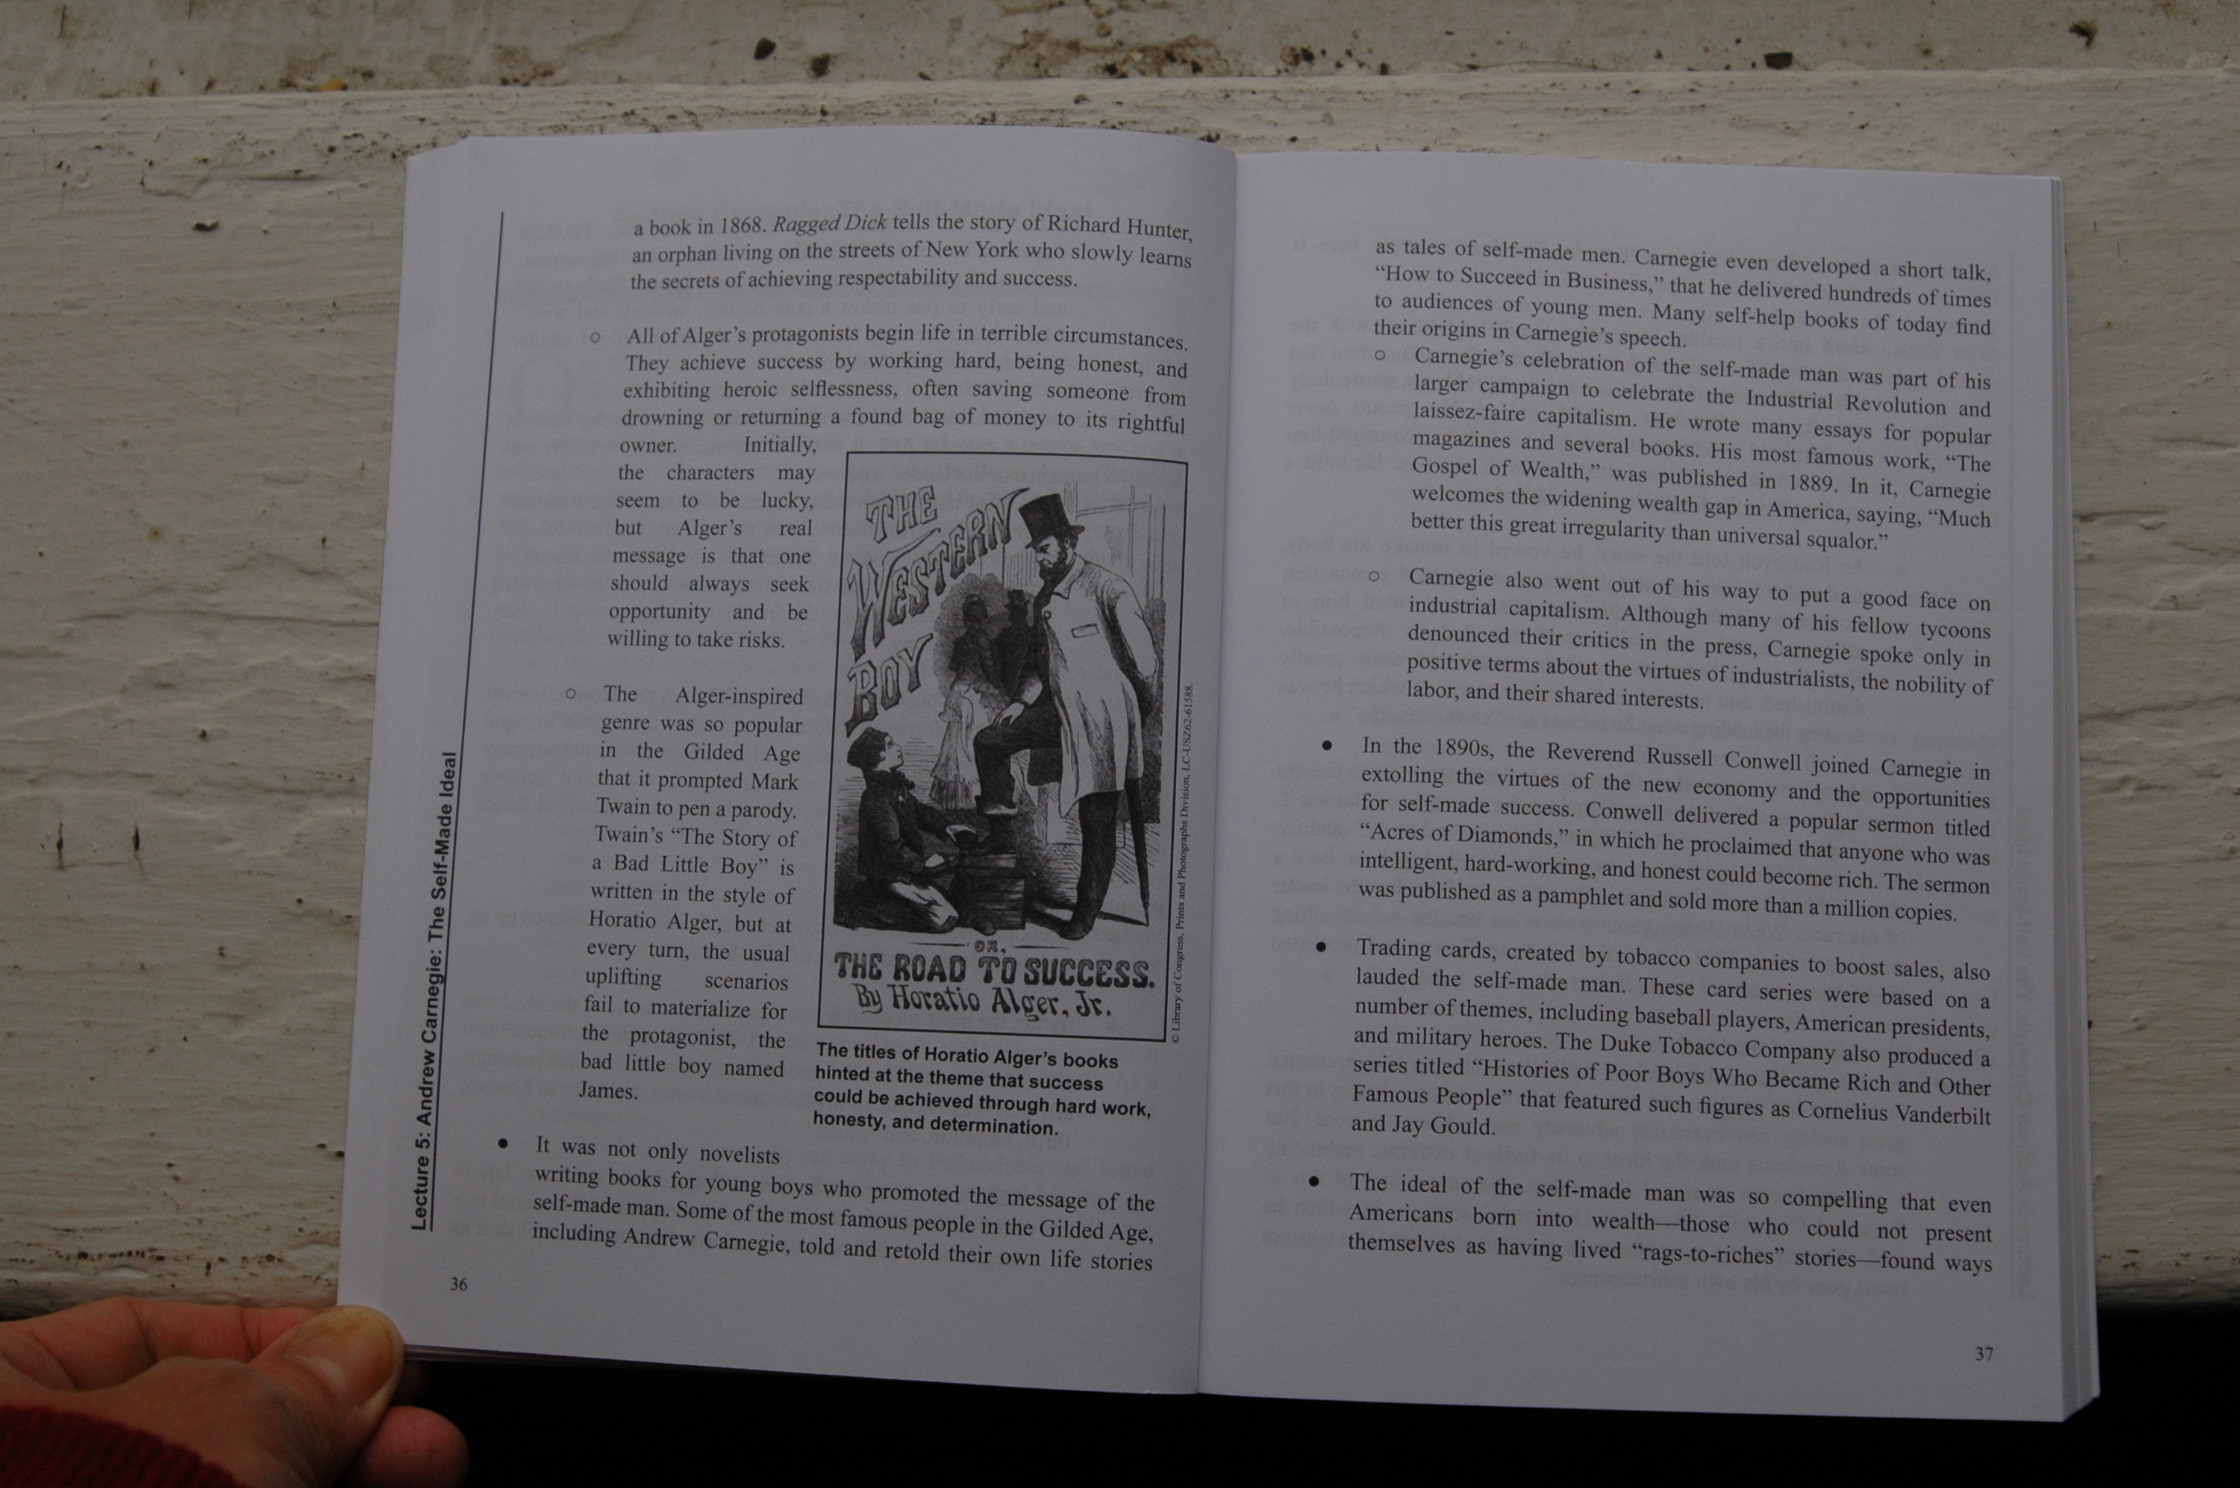 a book in 1868. Ragged Dick tells the story of Richard Hunter,
an orphan living on the streets of New York who slowly learns
the secrets of achieving respectability and success.
○ All of Alger's protagonists begin life in terrible circumstances.
They achieve success by working hard, being honest, and
exhibiting heroic selflessness, often saving someone from
drowning or returning a found bag of money to its rightful
owner. Initially,
the characters may
seem to be lucky,
but Alger's real
message is that one
should always seek
opportunity and be
willing to take risks.
○ The Alger-inspired
genre was so popular
in the Gilded Age
that it prompted Mark
Twain to pen a parody.
Twain's “The Story of
a Bad Little Boy” is
written in the style of
Horatio Alger, but at
every turn, the usual
uplifting scenarios
fail to materialize for
the protagonist, the
bad little boy named
James.
THE
WESTERN
BOY
OR,
THE ROAD TO SUCCESS.
By Horatio Alger, Jr.
© Library of Congress, Prints and Photographs Division, LC-USZ62-61588.
The titles of Horatio Alger's books
hinted at the theme that success
could be achieved through hard work,
honesty, and determination.
• It was not only novelists
writing books for young boys who promoted the message of the
self-made man. Some of the most famous people in the Gilded Age,
including Andrew Carnegie, told and retold their own life stories
Lecture 5: Andrew Carnegie: The Self-Made Ideal
36
as tales of self-made men. Carnegie even developed a short talk,
“How to Succeed in Business,” that he delivered hundreds of times
to audiences of young men. Many self-help books of today find
their origins in Carnegie's speech.
○ Carnegie's celebration of the self-made man was part of his
larger campaign to celebrate the Industrial Revolution and
laissez-faire capitalism. He wrote many essays for popular
magazines and several books. His most famous work, “The
Gospel of Wealth,” was published in 1889. In it, Carnegie
welcomes the widening wealth gap in America, saying, “Much
better this great irregularity than universal squalor.”
○ Carnegie also went out of his way to put a good face on
industrial capitalism. Although many of his fellow tycoons
denounced their critics in the press, Carnegie spoke only in
positive terms about the virtues of industrialists, the nobility of
labor, and their shared interests.
• In the 1890s, the Reverend Russell Conwell joined Carnegie in
extolling the virtues of the new economy and the opportunities
for self-made success. Conwell delivered a popular sermon titled
“Acres of Diamonds,” in which he proclaimed that anyone who was
intelligent, hard-working, and honest could become rich. The sermon
was published as a pamphlet and sold more than a million copies.
• Trading cards, created by tobacco companies to boost sales, also
lauded the self-made man. These card series were based on a
number of themes, including baseball players, American presidents,
and military heroes. The Duke Tobacco Company also produced a
series titled “Histories of Poor Boys Who Became Rich and Other
Famous People” that featured such figures as Cornelius Vanderbilt
and Jay Gould.
• The ideal of the self-made man was so compelling that even
Americans born into wealth—those who could not present
themselves as having lived “rags-to-riches” stories—found ways
37